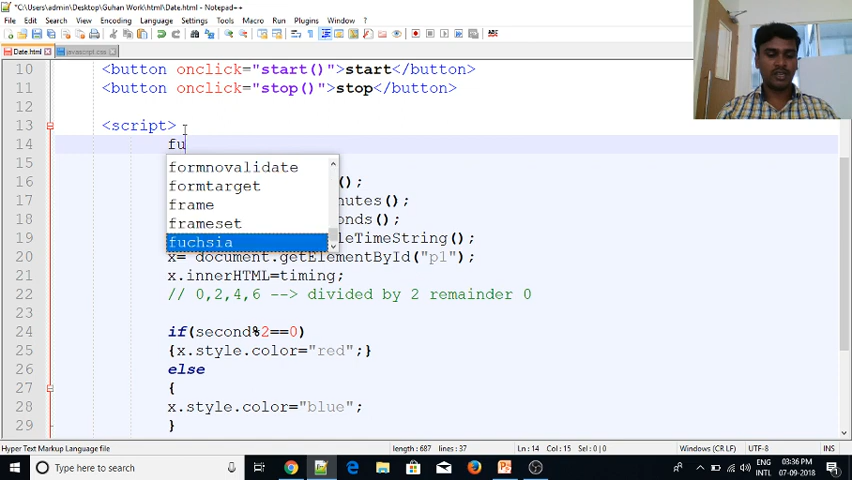 *C:\Users\admin\Desktop\Guhan Work\html\Date.html - Notepad++
File Edit Search View Encoding Language Settings Tools Macro Run Plugins Window ?
Date.html javascript.css
10 <button onclick="start()">start</button>
11 <button onclick="stop()">stop</button>
12
13 <script>
14 fu
15 formnovalidate
16 formtarget ();
17 frame nutes();
18 frameset onds();
19 fuchsia leTimeString();
20 x= document.getElementById("p1");
21 x.innerHTML=timing;
22 // 0,2,4,6 --> divided by 2 remainder 0
23
24 if(second%2==0)
25 {x.style.color="red";}
26 else
27 {
28 x.style.color="blue";
29 }
Hyper Text Markup Language file length : 687 lines : 37 Ln : 14 Col : 15 Sel : 0 | 0 Windows (CR LF) UTF-8 INS
Type here to search ENG 03:36 PM
INTL 07-09-2018